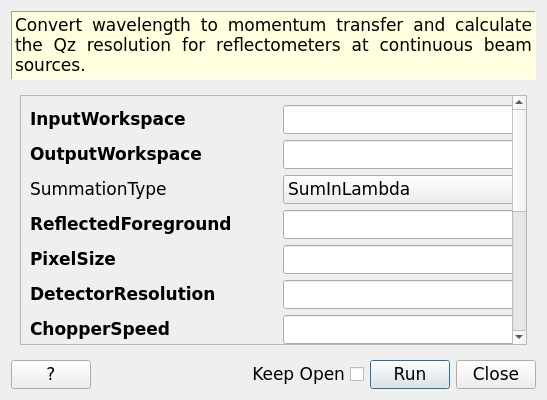 Convert wavelength to momentum transfer and calculate
the Qz resolution for reflectometers at continuous beam
sources.
InputWorkspace
OutputWorkspace
SummationType SumInLambda
ReflectedForeground
PixelSize
DetectorResolution
ChopperSpeed
? Keep Open Run Close